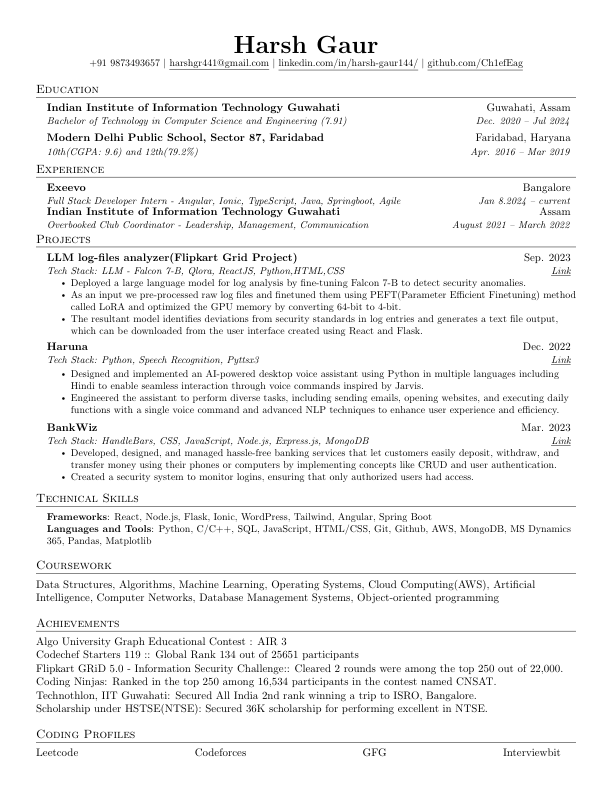 Harsh Gaur
+91 9873493657 | harshgr441@gmail.com | linkedin.com/in/harsh-gaur144/ | github.com/Ch1efEag
Education
Indian Institute of Information Technology Guwahati Guwahati, Assam
Bachelor of Technology in Computer Science and Engineering (7.91) Dec. 2020 – Jul 2024
Modern Delhi Public School, Sector 87, Faridabad Faridabad, Haryana
10th(CGPA: 9.6) and 12th(79.2%) Apr. 2016 – Mar 2019
Experience
Exeevo Bangalore
Full Stack Developer Intern - Angular, Ionic, TypeScript, Java, Springboot, Agile Jan 8.2024 – current
Indian Institute of Information Technology Guwahati Assam
Overbooked Club Coordinator - Leadership, Management, Communication August 2021 – March 2022
Projects
LLM log-files analyzer(Flipkart Grid Project) Sep. 2023
Tech Stack: LLM - Falcon 7-B, Qlora, ReactJS, Python,HTML,CSS Link
• Deployed a large language model for log analysis by fine-tuning Falcon 7-B to detect security anomalies.
• As an input we pre-processed raw log files and finetuned them using PEFT(Parameter Efficient Finetuning) method
called LoRA and optimized the GPU memory by converting 64-bit to 4-bit.
• The resultant model identifies deviations from security standards in log entries and generates a text file output,
which can be downloaded from the user interface created using React and Flask.
Haruna Dec. 2022
Tech Stack: Python, Speech Recognition, Pyttsx3 Link
• Designed and implemented an AI-powered desktop voice assistant using Python in multiple languages including
Hindi to enable seamless interaction through voice commands inspired by Jarvis.
• Engineered the assistant to perform diverse tasks, including sending emails, opening websites, and executing daily
functions with a single voice command and advanced NLP techniques to enhance user experience and efficiency.
BankWiz Mar. 2023
Tech Stack: HandleBars, CSS, JavaScript, Node.js, Express.js, MongoDB Link
• Developed, designed, and managed hassle-free banking services that let customers easily deposit, withdraw, and
transfer money using their phones or computers by implementing concepts like CRUD and user authentication.
• Created a security system to monitor logins, ensuring that only authorized users had access.
Technical Skills
Frameworks: React, Node.js, Flask, Ionic, WordPress, Tailwind, Angular, Spring Boot
Languages and Tools: Python, C/C++, SQL, JavaScript, HTML/CSS, Git, Github, AWS, MongoDB, MS Dynamics
365, Pandas, Matplotlib
Coursework
Data Structures, Algorithms, Machine Learning, Operating Systems, Cloud Computing(AWS), Artificial
Intelligence, Computer Networks, Database Management Systems, Object-oriented programming
Achievements
Algo University Graph Educational Contest : AIR 3
Codechef Starters 119 :: Global Rank 134 out of 25651 participants
Flipkart GRiD 5.0 - Information Security Challenge:: Cleared 2 rounds were among the top 250 out of 22,000.
Coding Ninjas: Ranked in the top 250 among 16,534 participants in the contest named CNSAT.
Technothlon, IIT Guwahati: Secured All India 2nd rank winning a trip to ISRO, Bangalore.
Scholarship under HSTSE(NTSE): Secured 36K scholarship for performing excellent in NTSE.
Coding Profiles
Leetcode Codeforces GFG Interviewbit